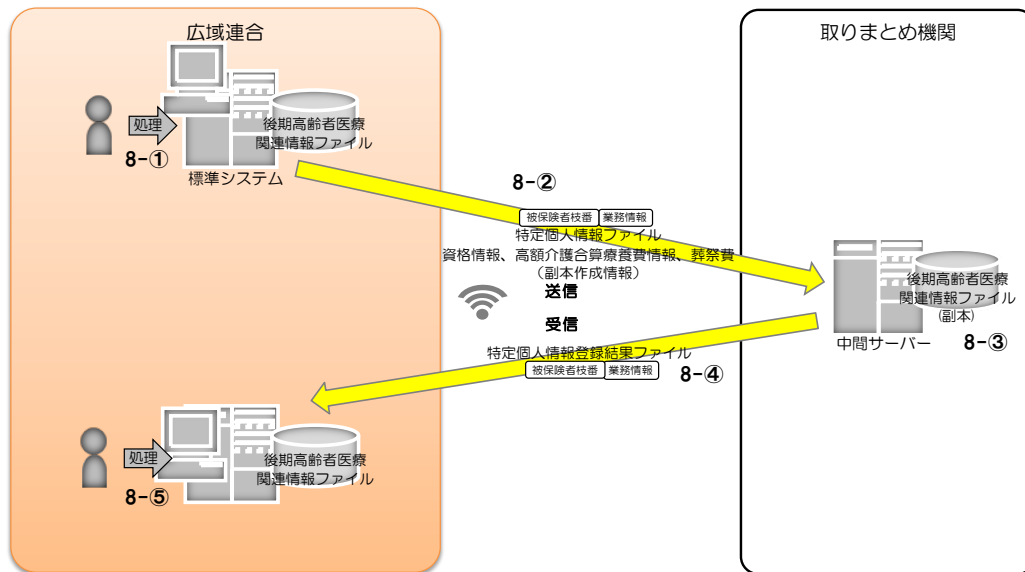 広域連合
処理
8-①
後期高齢者医療
関連情報ファイル
標準システム
8-②
被保険者枝番 業務情報
特定個人情報ファイル
資格情報、高額介護合算療養費情報、葬祭費
(副本作成情報)
送信
受信
特定個人情報登録結果ファイル
被保険者枝番 業務情報
8-④
処理
8-⑤
後期高齢者医療
関連情報ファイル
取りまとめ機関
後期高齢者医療
関連情報ファイル
(副本)
中間サーバー
8-③